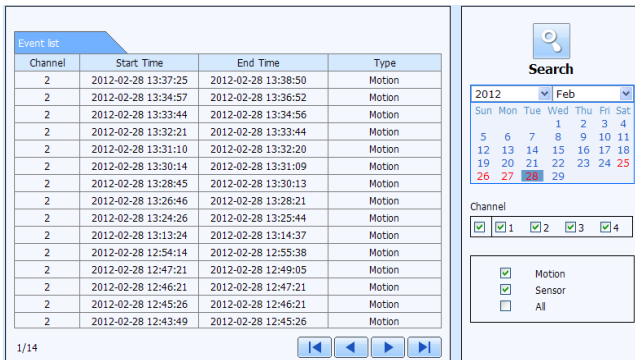 Event list
Channel Start Time End Time Type
2 2012-02-28 13:37:25 2012-02-28 13:38:50 Motion
2 2012-02-28 13:34:57 2012-02-28 13:36:52 Motion
2 2012-02-28 13:33:44 2012-02-28 13:34:56 Motion
2 2012-02-28 13:32:21 2012-02-28 13:33:44 Motion
2 2012-02-28 13:31:10 2012-02-28 13:32:20 Motion
2 2012-02-28 13:30:14 2012-02-28 13:31:09 Motion
2 2012-02-28 13:28:45 2012-02-28 13:30:13 Motion
2 2012-02-28 13:26:46 2012-02-28 13:28:21 Motion
2 2012-02-28 13:24:26 2012-02-28 13:25:44 Motion
2 2012-02-28 13:13:24 2012-02-28 13:14:37 Motion
2 2012-02-28 12:54:14 2012-02-28 12:55:38 Motion
2 2012-02-28 12:47:21 2012-02-28 12:49:05 Motion
2 2012-02-28 12:46:21 2012-02-28 12:47:21 Motion
2 2012-02-28 12:45:26 2012-02-28 12:46:21 Motion
2 2012-02-28 12:43:49 2012-02-28 12:45:26 Motion
1/14
Search
2012 Feb
Sun Mon Tue Wed Thu Fri Sat
1 2 3 4
5 6 7 8 9 10 11
12 13 14 15 16 17 18
19 20 21 22 23 24 25
26 27 28 29
Channel
1 2 3 4
Motion
Sensor
All